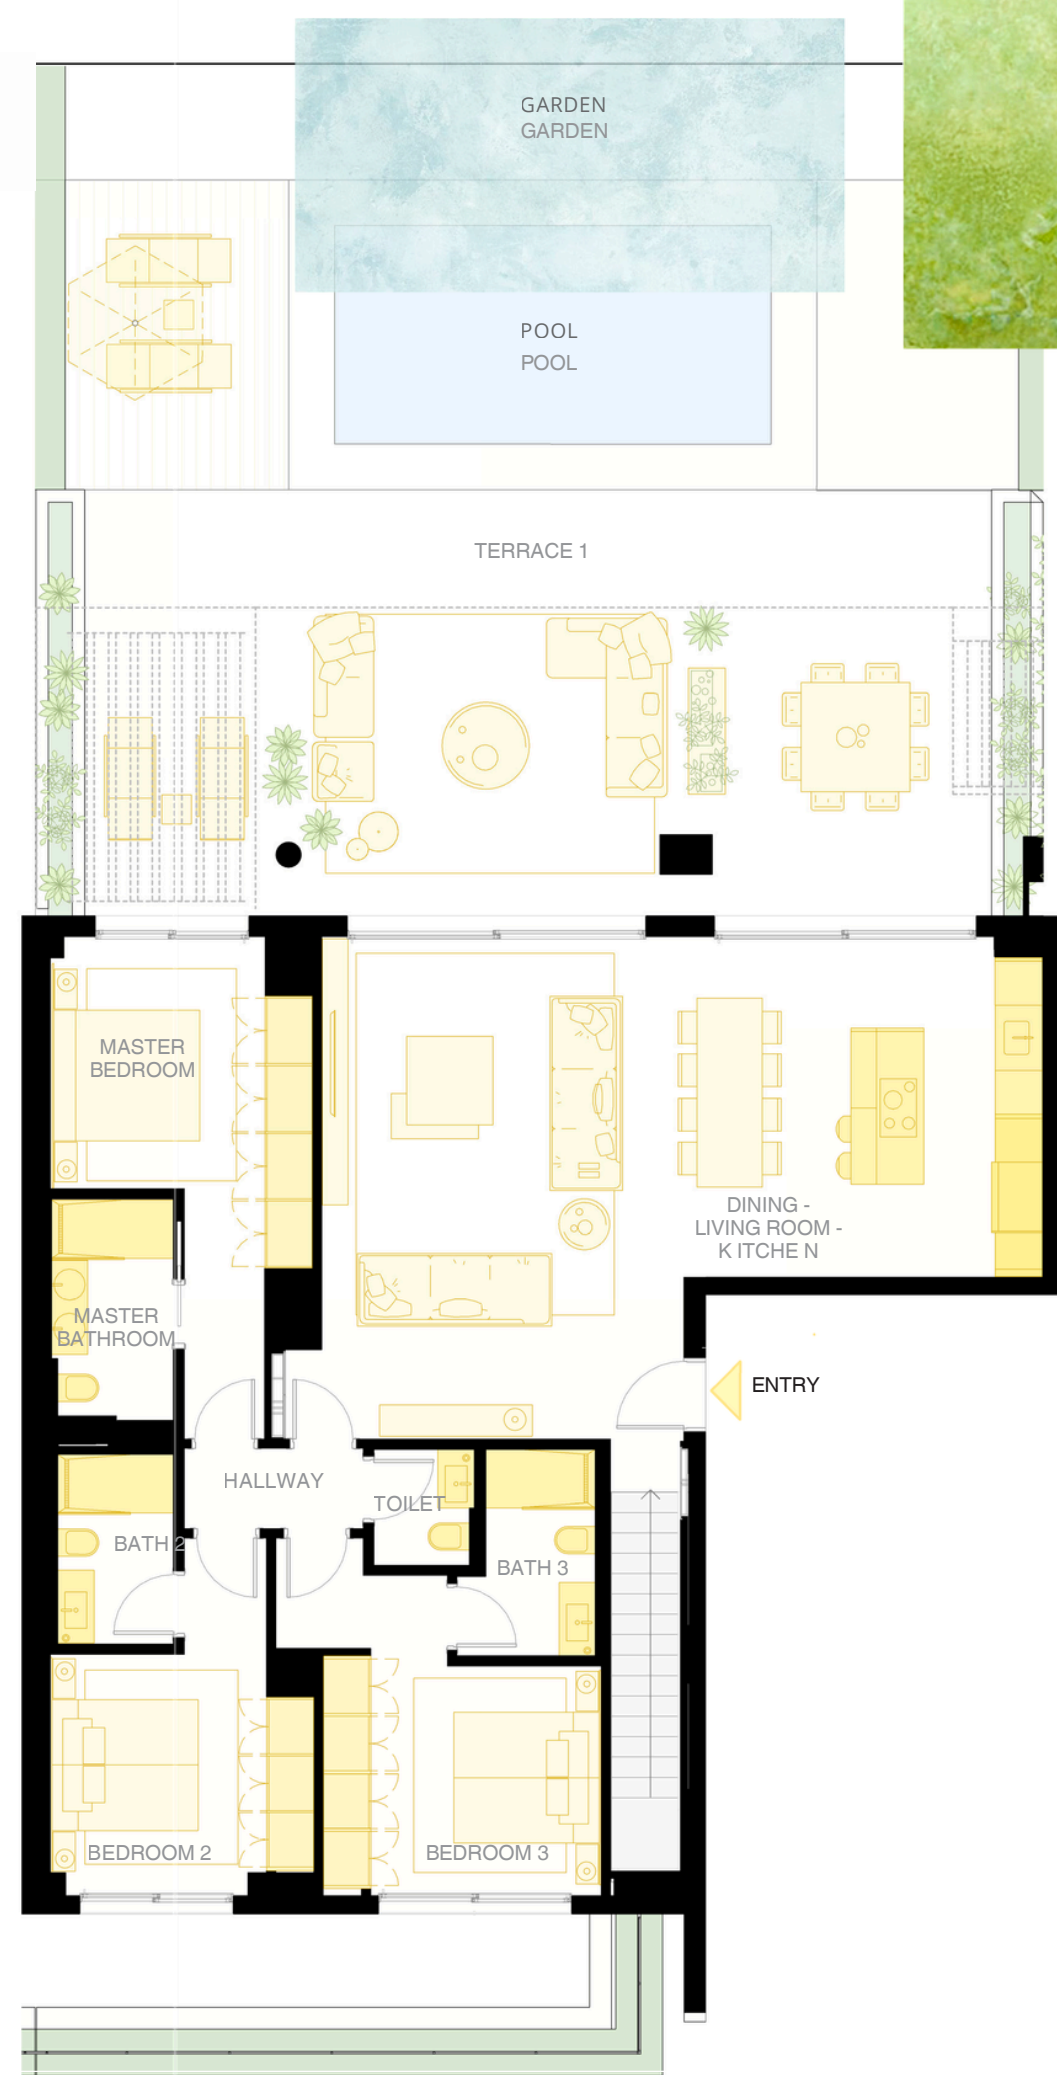 GARDEN
GARDEN
POOL
POOL
TERRACE 1
MASTER
BEDROOM
DINING -
LIVING ROOM -
K ITCHE N
MASTER
BATHROOM
ENTRY
HALLWAY
TOILET
BATH 2
BATH 3
BEDROOM 2
BEDROOM 3